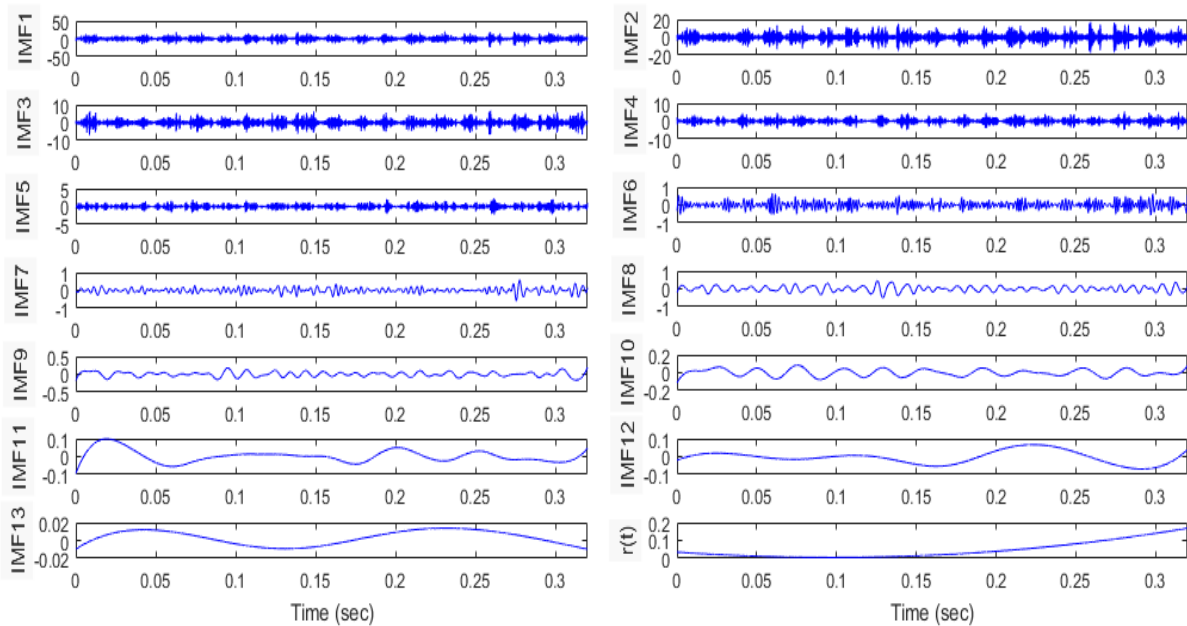 IMF1 50 0 -50 0 0.05 0.1 0.15 0.2 0.25 0.3
IMF2 20 0 -20 0 0.05 0.1 0.15 0.2 0.25 0.3
IMF3 10 0 -10 0 0.05 0.1 0.15 0.2 0.25 0.3
IMF4 10 0 -10 0 0.05 0.1 0.15 0.2 0.25 0.3
IMF5 5 0 -5 0 0.05 0.1 0.15 0.2 0.25 0.3
IMF6 1 0 -1 0 0.05 0.1 0.15 0.2 0.25 0.3
IMF7 1 0 -1 0 0.05 0.1 0.15 0.2 0.25 0.3
IMF8 1 0 -1 0 0.05 0.1 0.15 0.2 0.25 0.3
IMF9 0.5 0 -0.5 0 0.05 0.1 0.15 0.2 0.25 0.3
IMF10 0.2 0 -0.2 0 0.05 0.1 0.15 0.2 0.25 0.3
IMF11 0.1 0 -0.1 0 0.05 0.1 0.15 0.2 0.25 0.3
IMF12 0.1 0 -0.1 0 0.05 0.1 0.15 0.2 0.25 0.3
IMF13 0.02 0 -0.02 0 0.05 0.1 0.15 0.2 0.25 0.3
Time (sec)
r(t) 0.2 0.1 0 0 0.05 0.1 0.15 0.2 0.25 0.3
Time (sec)